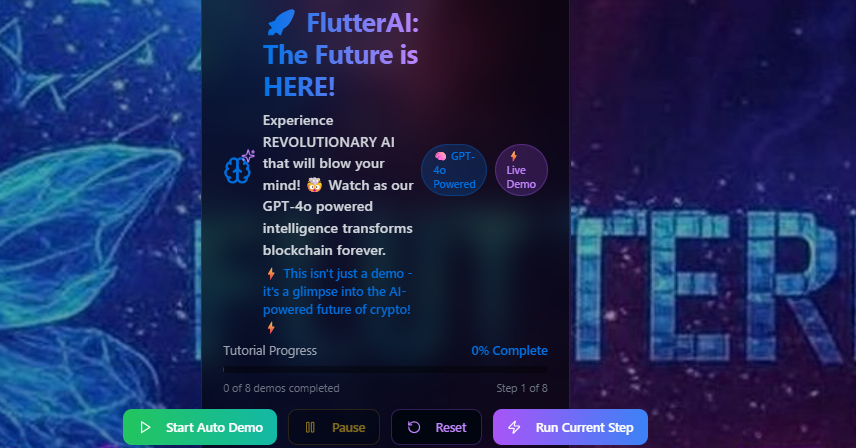 🚀 FlutterAI:
The Future is
HERE!
Experience
REVOLUTIONARY AI
that will blow your
mind! 🤯 Watch as our
GPT-4o powered
intelligence transforms
blockchain forever.
⚡ This isn't just a demo -
it's a glimpse into the AI-
powered future of crypto!
⚡
🧠 GPT-
4o
Powered
⚡
Live
Demo
Tutorial Progress
0% Complete
0 of 8 demos completed
Step 1 of 8
Start Auto Demo
Pause
Reset
Run Current Step
TER